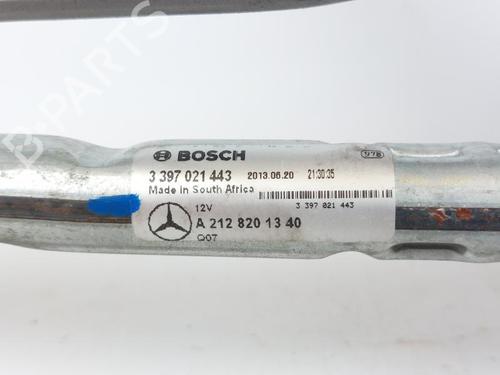 BOSCH
3 397 021 443 2013.06.20 21:30:35
Made in South Africa
3 397 021 443
12V
A 212 820 13 40
Q07
B-PARTS